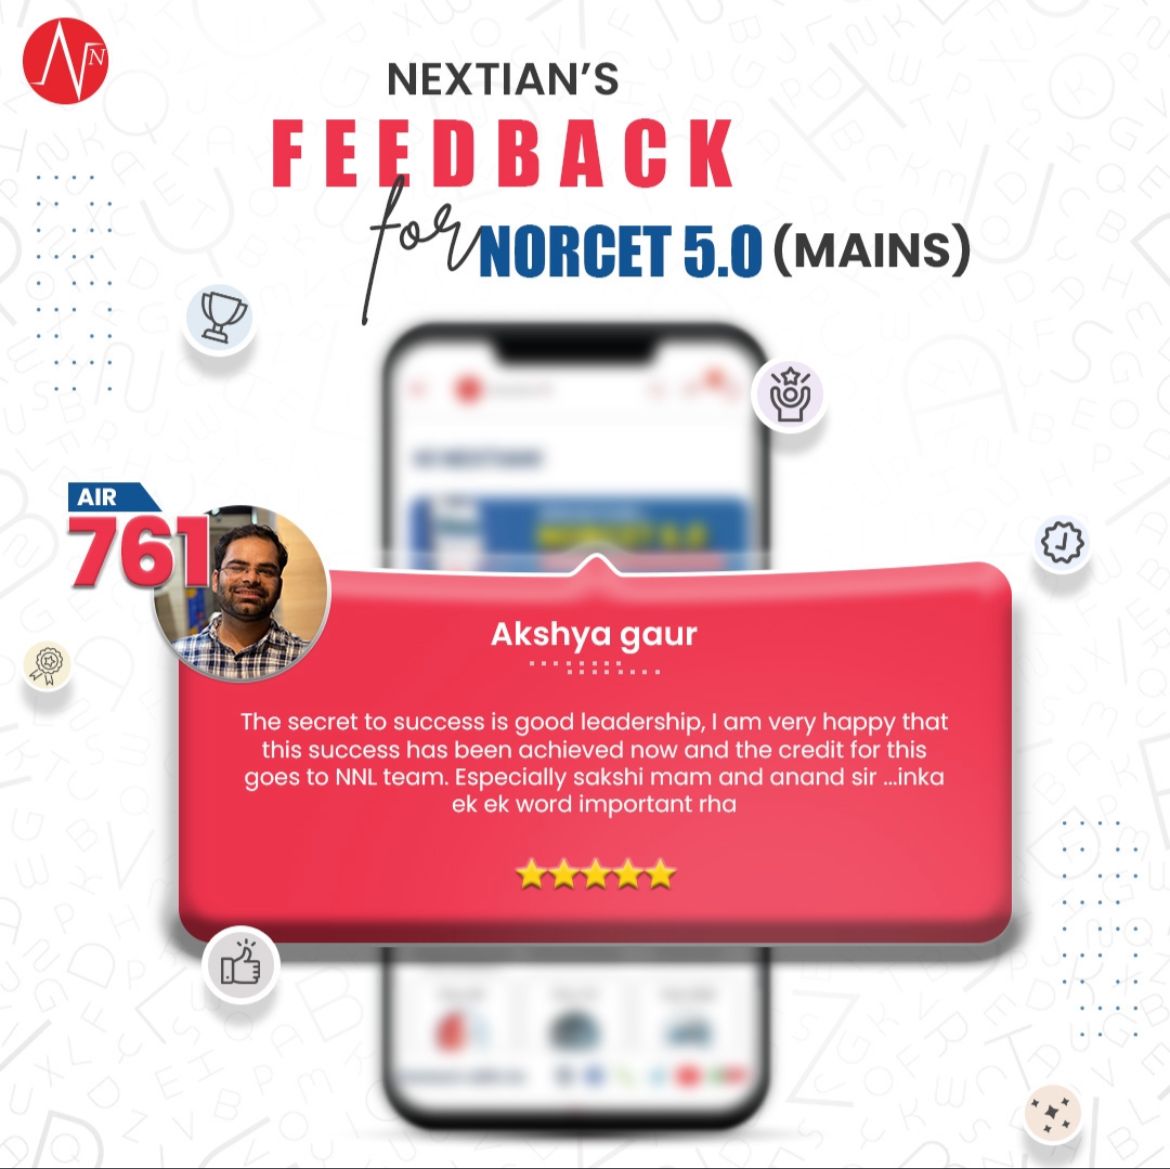 NEXTIAN'S
FEEDBACK
for NORCET 5.0 (MAINS)
AIR
761
Akshya gaur
The secret to success is good leadership, I am very happy that
this success has been achieved now and the credit for this
goes to NNL team. Especially sakshi mam and anand sir ...inka
ek ek word important rha